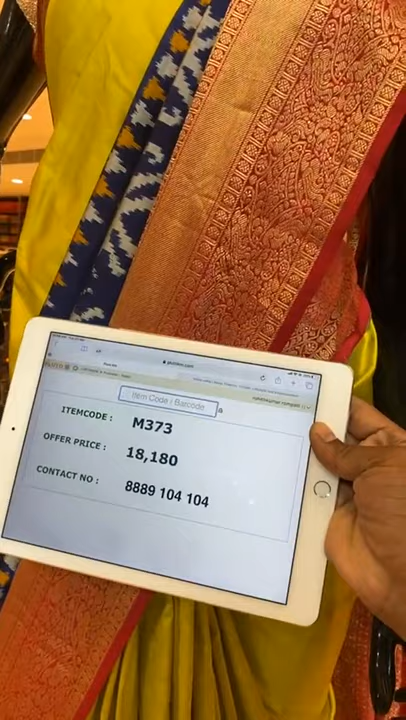 Item Code / Barcode
ITEMCODE : M373
OFFER PRICE : 18,180
CONTACT NO : 8889 104 104